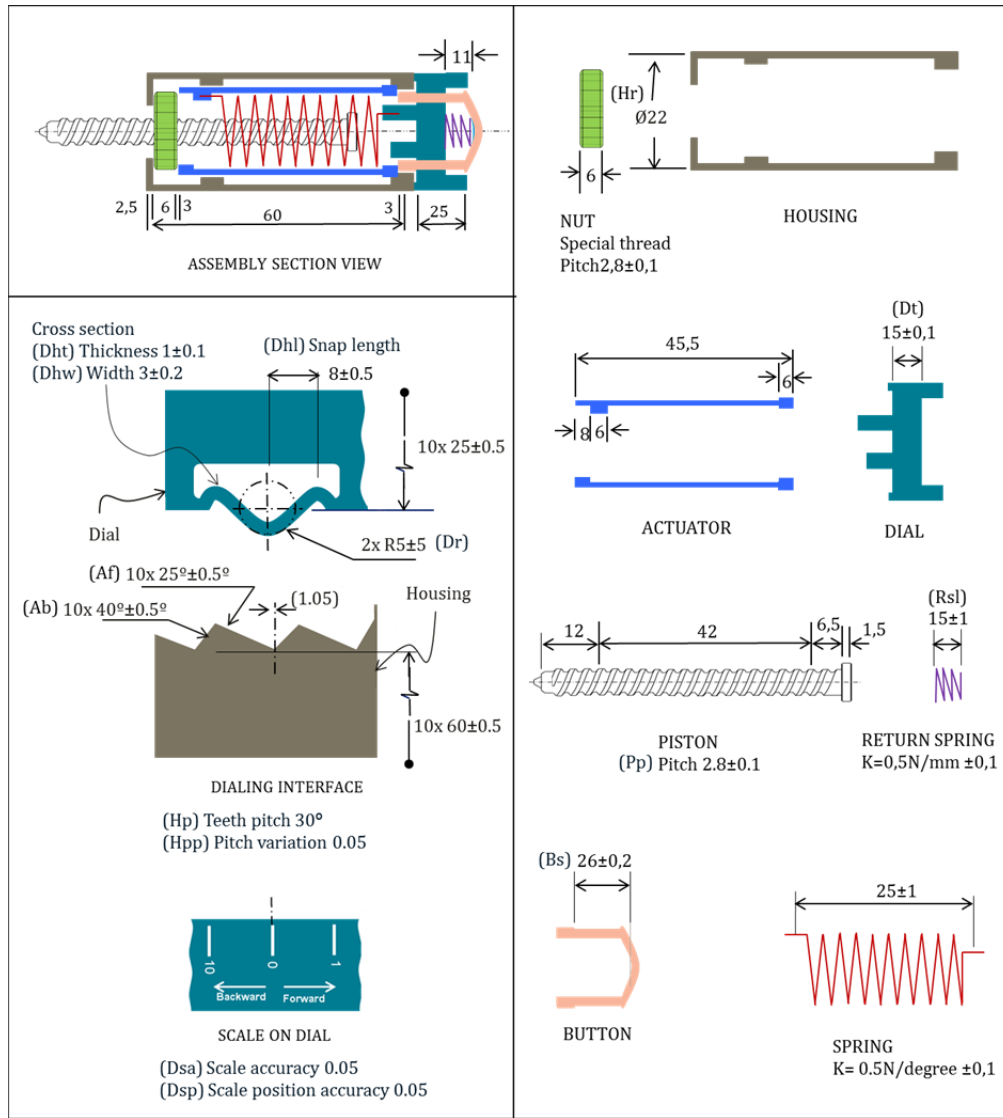 11
2,5
6
3
60
3
25
ASSEMBLY SECTION VIEW
(Hr)
Ø22
6
NUT
Special thread
Pitch2,8±0,1
HOUSING
Cross section
(Dht) Thickness 1±0.1
(Dhw) Width 3±0.2
(Dhl) Snap length
8±0.5
10x 25±0.5
Dial
2x R5±5 (Dr)
(Af) 10x 25º±0.5º
(Ab) 10x 40º±0.5º
(1.05)
Housing
10x 60±0.5
DIALING INTERFACE
(Hp) Teeth pitch 30º
(Hpp) Pitch variation 0.05
10
0
1
Backward
Forward
SCALE ON DIAL
(Dsa) Scale accuracy 0.05
(Dsp) Scale position accuracy 0.05
45,5
6
8
6
ACTUATOR
(Dt)
15±0,1
DIAL
12
42
6,5
1,5
PISTON
(Pp) Pitch 2.8±0.1
(Rsl)
15±1
RETURN SPRING
K=0,5N/mm ±0,1
(Bs) 26±0,2
BUTTON
25±1
SPRING
K= 0.5N/degree ±0,1